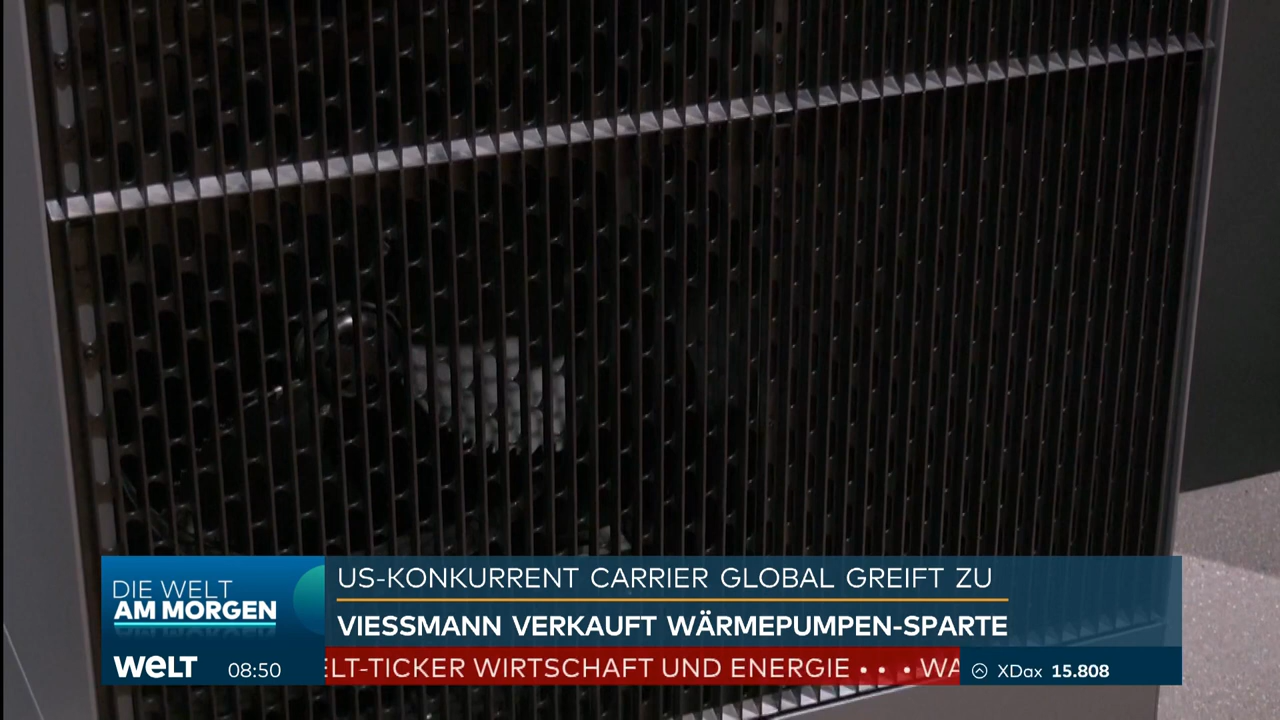 US-KONKURRENT CARRIER GLOBAL GREIFT ZU
DIE WELT
AM MORGEN
VIESSMANN VERKAUFT WÄRMEPUMPEN-SPARTE
WELT 08:50 ELT-TICKER WIRTSCHAFT UND ENERGIE • • • WA XDax 15.808